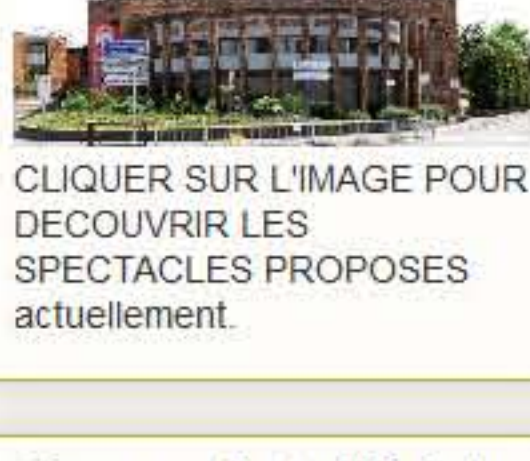 CLIQUER SUR L'IMAGE POUR
DECOUVRIR LES
SPECTACLES PROPOSES
actuellement.